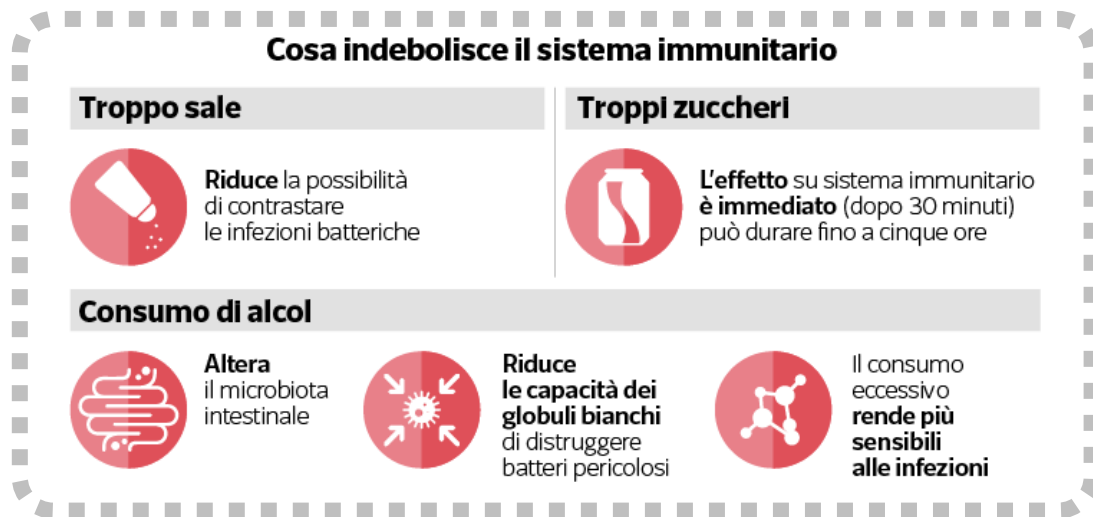 Cosa indebolisce il sistema immunitario
Troppo sale
Riduce la possibilità
di contrastare
le infezioni batteriche
Troppi zuccheri
L'effetto su sistema immunitario
è immediato (dopo 30 minuti)
può durare fino a cinque ore
Consumo di alcol
Altera
il microbiota
intestinale
Riduce
le capacità dei
globuli bianchi
di distruggere
batteri pericolosi
Il consumo
eccessivo
rende più
sensibili
alle infezioni